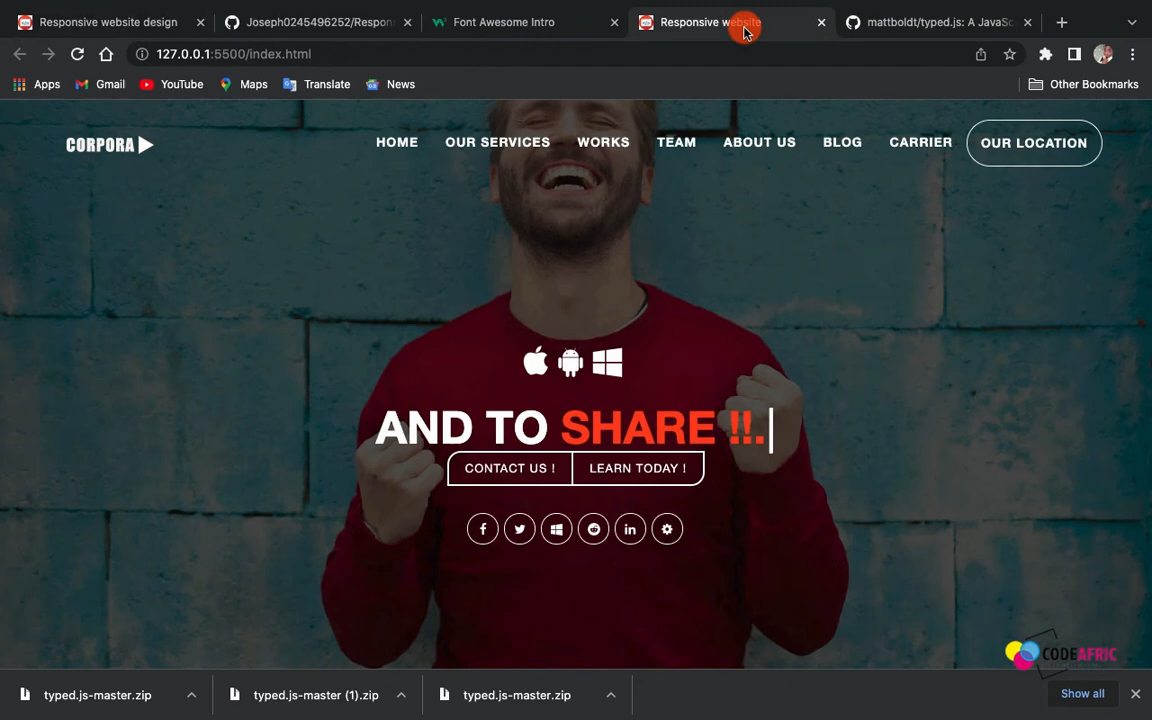 Responsive website design
Joseph0245496252/Respons
Font Awesome Intro
Responsive website
mattboldt/typed.js: A JavaSc
127.0.0.1:5500/index.html
Apps
Gmail
YouTube
Maps
Translate
News
Other Bookmarks
CORPORA
HOME
OUR SERVICES
WORKS
TEAM
ABOUT US
BLOG
CARRIER
OUR LOCATION
AND TO SHARE !!.
CONTACT US !
LEARN TODAY !
CODEAFRIC
typed.js-master.zip
typed.js-master (1).zip
typed.js-master.zip
Show all